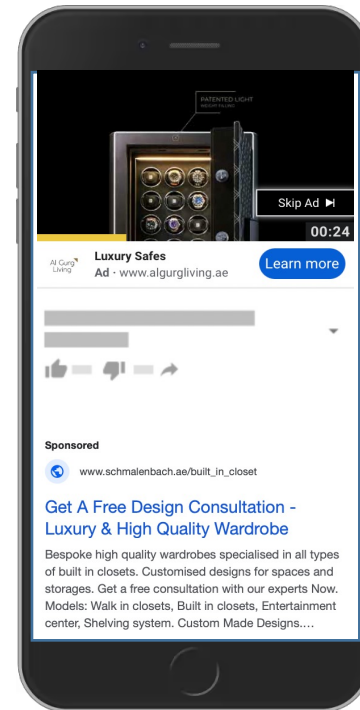 PATENTED LIGHT
Skip Ad
00:24
Al Gurg
Living
Luxury Safes
Ad · www.algurgliving.ae
Learn more
Sponsored
www.schmalenbach.ae/built_in_closet
Get A Free Design Consultation -
Luxury & High Quality Wardrobe
Bespoke high quality wardrobes specialised in all types
of built in closets. Customised designs for spaces and
storages. Get a free consultation with our experts Now.
Models: Walk in closets, Built in closets, Entertainment
center, Shelving system. Custom Made Designs....